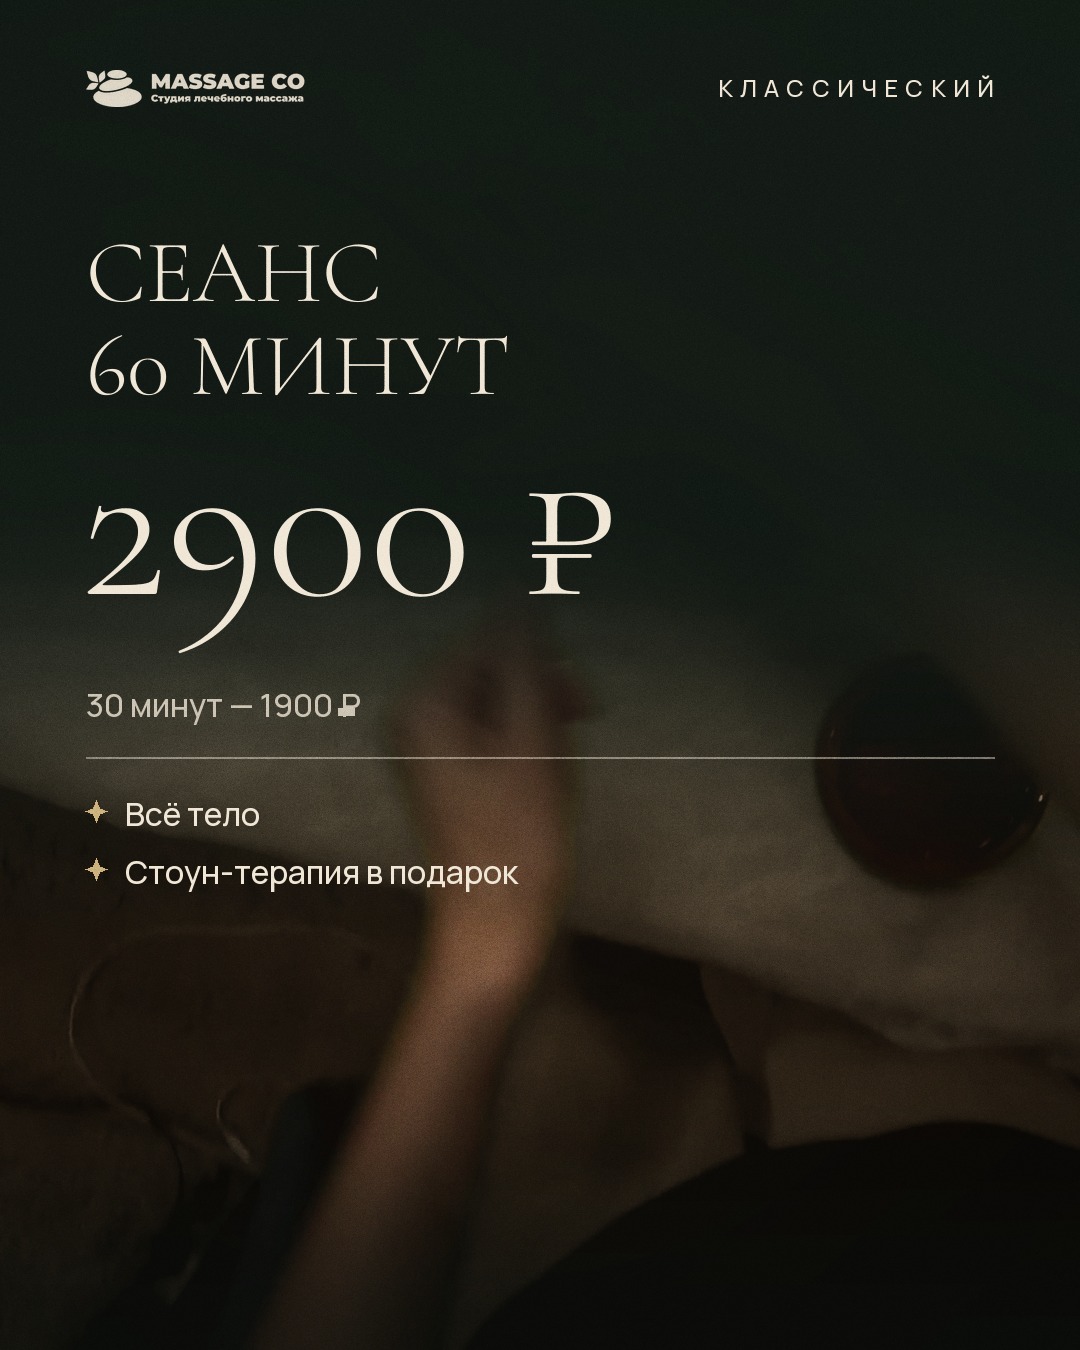 MASSAGE CO
Студия лечебного массажа
КЛАССИЧЕСКИЙ
СЕАНС
60 МИНУТ
2900 ₽
30 минут — 1900 ₽
Всё тело
Стоун-терапия в подарок